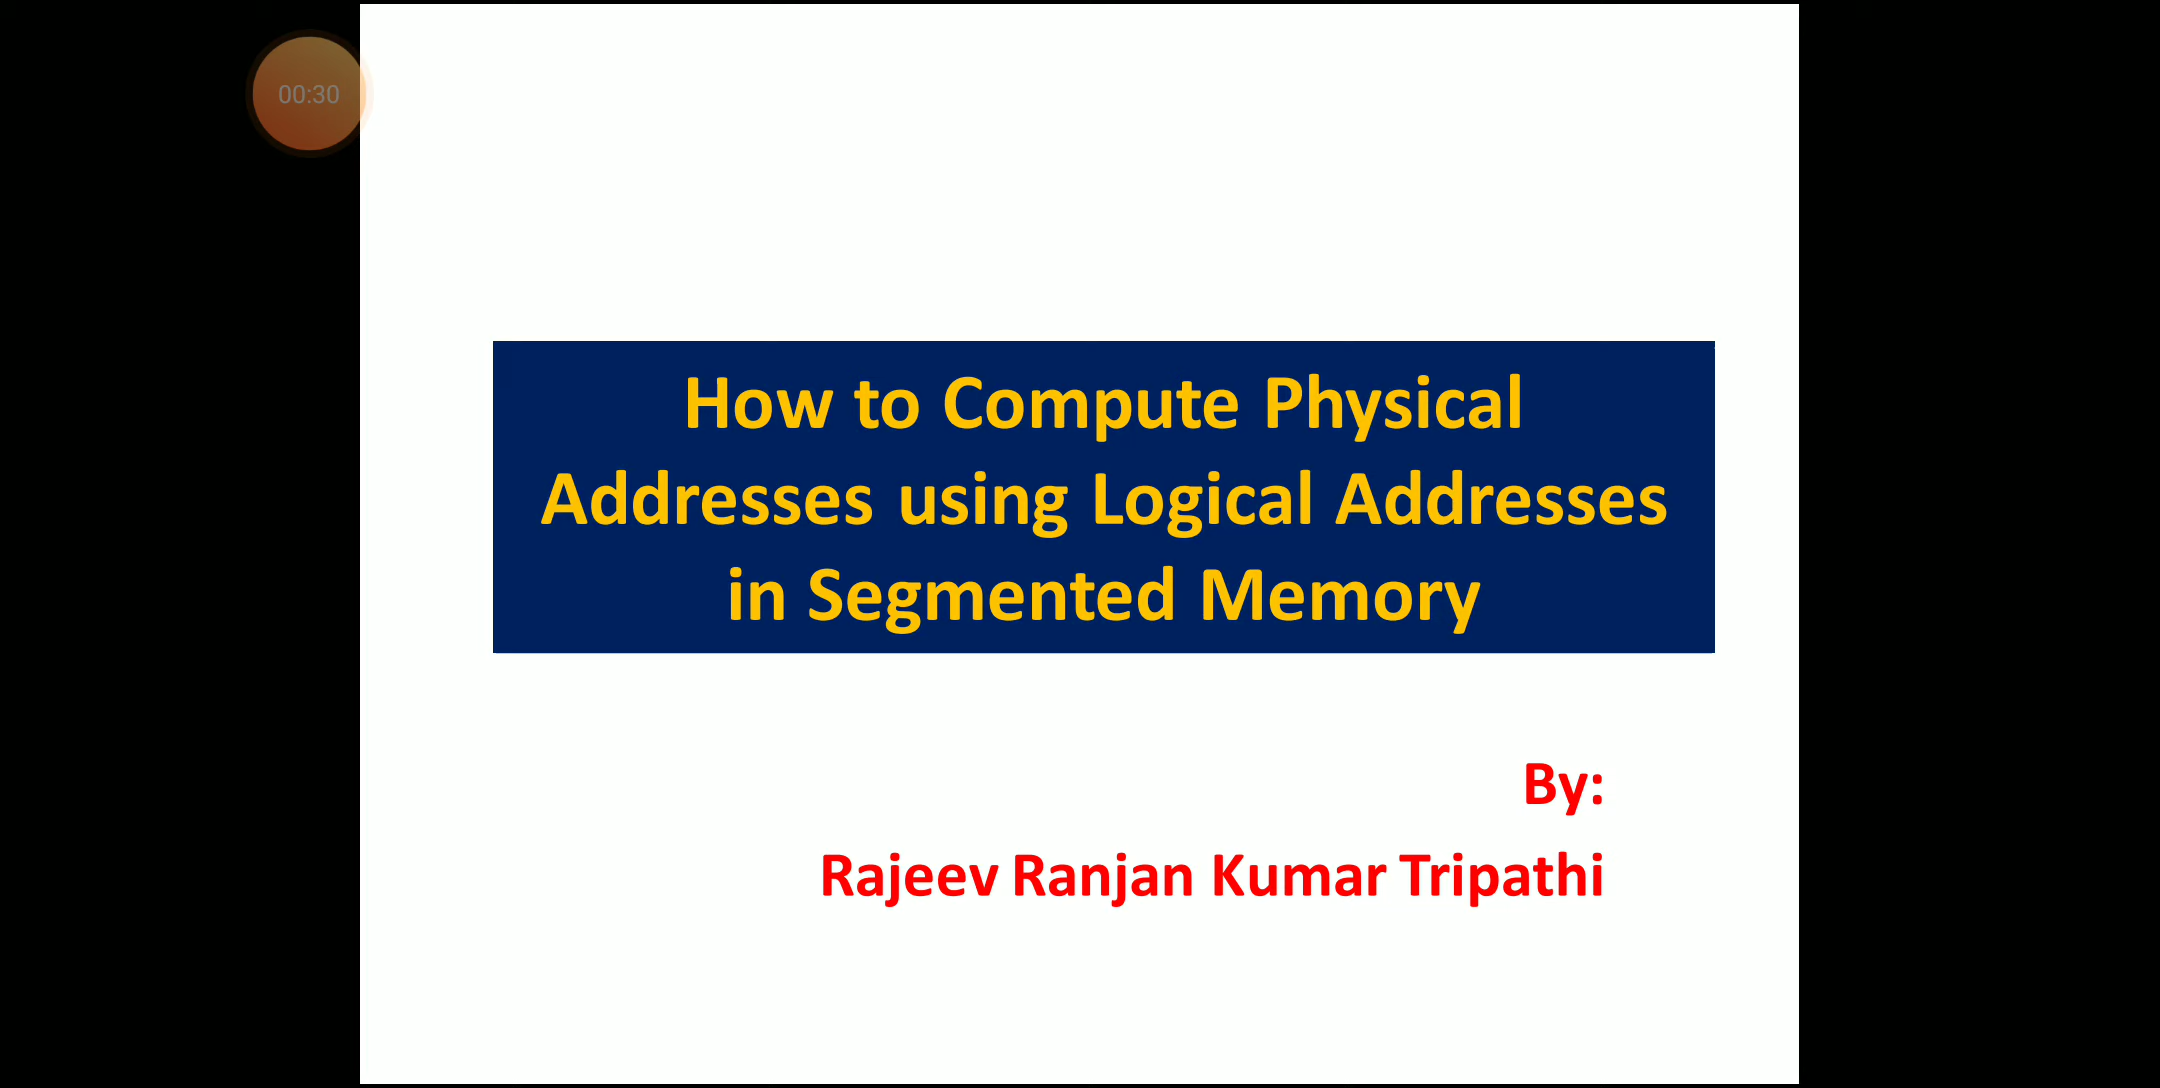 00:30
How to Compute Physical
Addresses using Logical Addresses
in Segmented Memory
By:
Rajeev Ranjan Kumar Tripathi